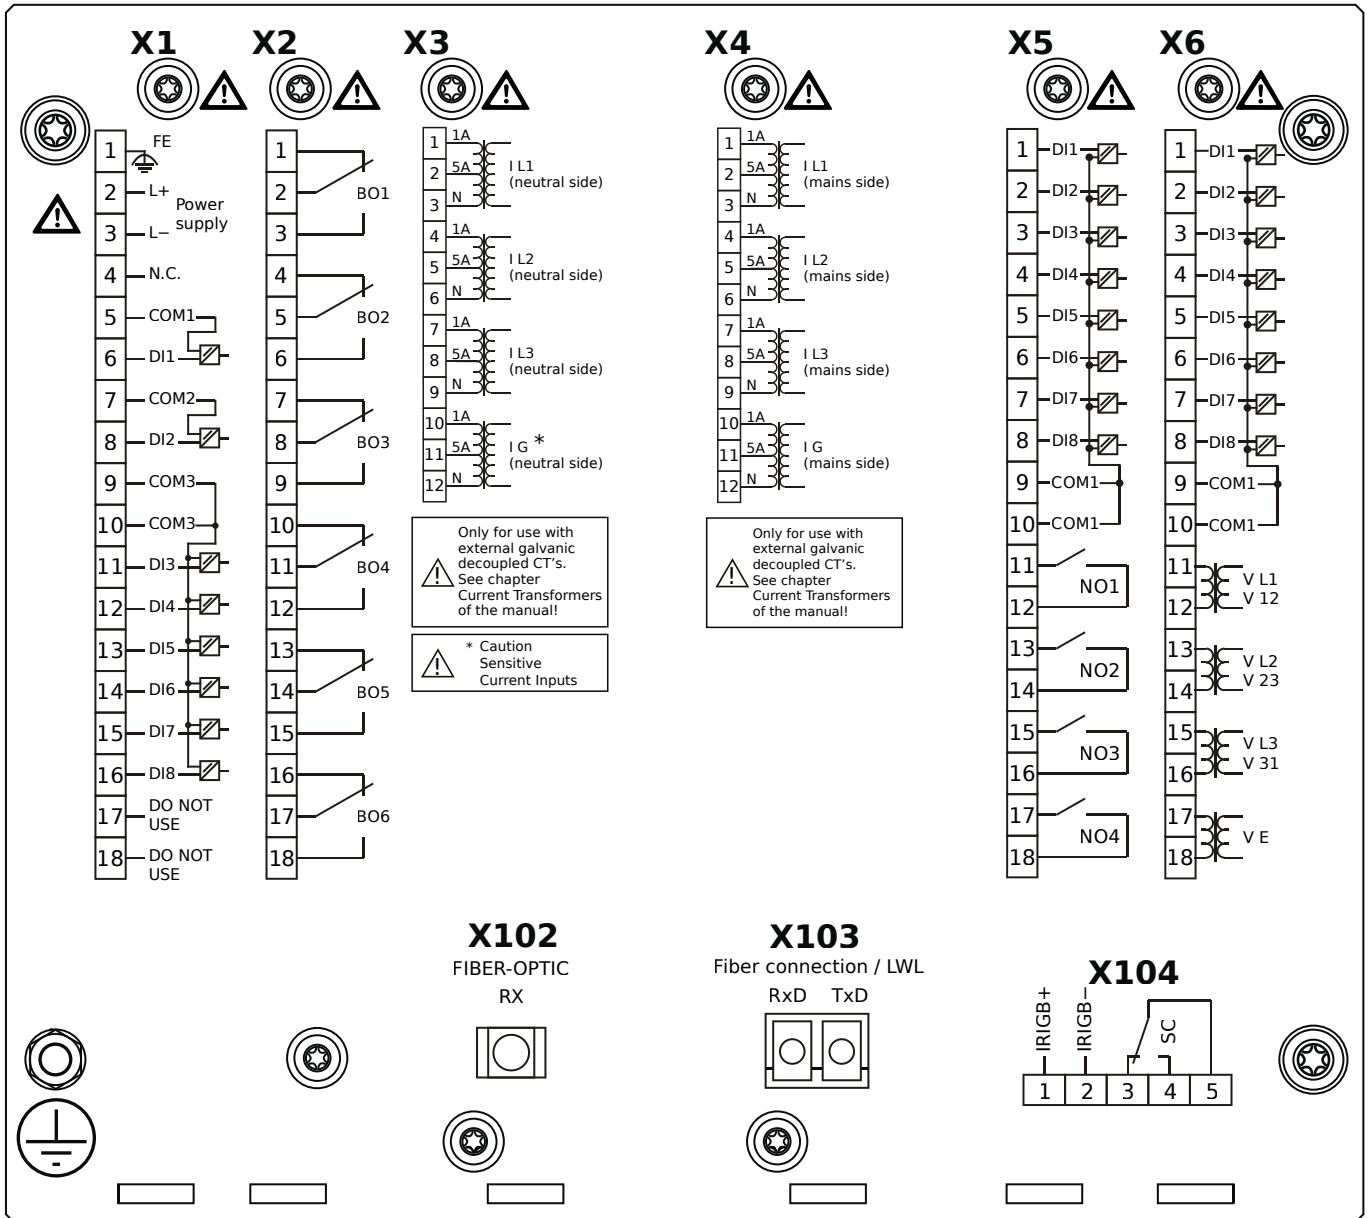 X1
X2
X3
X4
X5
X6
1
FE
2
L+
Power
supply
3
L−
4
N.C.
5
COM1
6
DI1
7
COM2
8
DI2
9
COM3
10
COM3
11
DI3
12
DI4
13
DI5
14
DI6
15
DI7
16
DI8
17
DO NOT
USE
18
DO NOT
USE
1
2
BO1
3
4
5
BO2
6
7
8
BO3
9
10
11
BO4
12
13
14
BO5
15
16
17
BO6
18
1
1A
2
5A
3
N
I L1
(neutral side)
4
1A
5
5A
6
N
I L2
(neutral side)
7
1A
8
5A
9
N
I L3
(neutral side)
10
1A
11
5A
12
N
I G *
(neutral side)
Only for use with
external galvanic
decoupled CT's.
See chapter
Current Transformers
of the manual!
* Caution
Sensitive
Current Inputs
1
1A
2
5A
3
N
I L1
(mains side)
4
1A
5
5A
6
N
I L2
(mains side)
7
1A
8
5A
9
N
I L3
(mains side)
10
1A
11
5A
12
N
I G
(mains side)
Only for use with
external galvanic
decoupled CT's.
See chapter
Current Transformers
of the manual!
1
DI1
2
DI2
3
DI3
4
DI4
5
DI5
6
DI6
7
DI7
8
DI8
9
COM1
10
COM1
11
NO1
12
13
NO2
14
15
NO3
16
17
NO4
18
1
DI1
2
DI2
3
DI3
4
DI4
5
DI5
6
DI6
7
DI7
8
DI8
9
COM1
10
COM1
11
V L1
V 12
12
13
V L2
V 23
14
15
V L3
V 31
16
17
V E
18
X102
FIBER-OPTIC
RX
X103
Fiber connection / LWL
RxD TxD
X104
IRIGB+
IRIGB−
SC
1 2 3 4 5